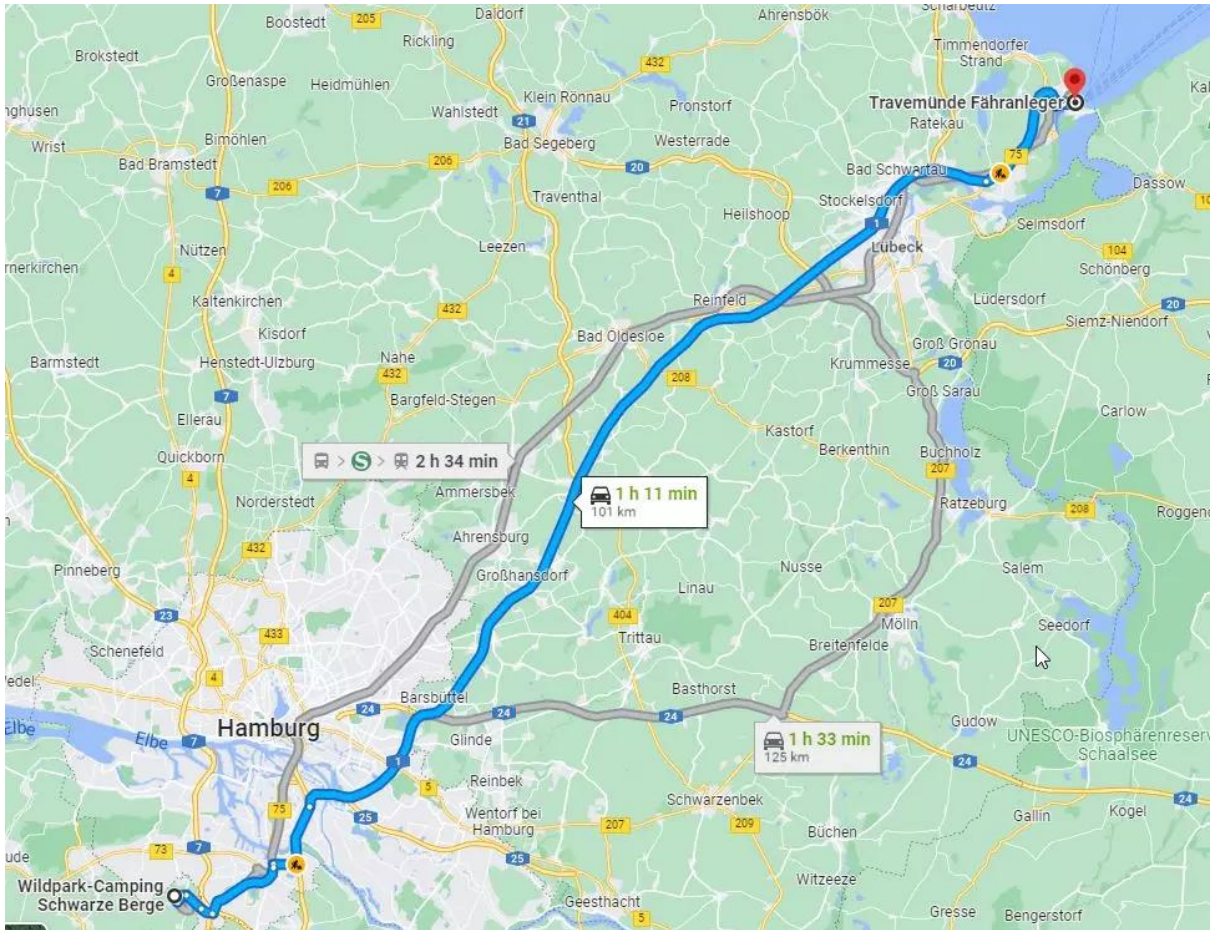 Boostedt
205
Daldorf
Ahrensbök
Scharbeutz
Rickling
432
Timmendorfer
Strand
Brokstedt
Großenaspe
Heidmühlen
Klein Rönnau
Pronstorf
Travemünde Fähranleger
Wahlstedt
21
Ratekau
Bimöhlen
Westerrade
75
Wrist
Bad Segeberg
Bad Bramstedt
206
20
Bad Schwartau
7
206
Dassow
Traventhal
Stockelsdorf
Heilshoop
1
Selmsdorf
Nützen
Leezen
Lübeck
104
4
Schönberg
Kaltenkirchen
432
Reinfeld
Lüdersdorf
20
Kisdorf
Bad Oldesloe
Siemz-Niendorf
Barmstedt
Henstedt-Ulzburg
Nahe
Groß Grönau
432
208
Krummesse
20
7
Bargfeld-Stegen
Groß Sarau
Ellerau
Carlow
Kastorf
Quickborn
Berkenthin
Buchholz
2 h 34 min
207
4
Ammersbek
1 h 11 min
101 km
Norderstedt
Ratzeburg
208
Ahrensburg
432
Pinneberg
Großhansdorf
Nusse
Salem
Linau
23
404
207
433
Mölln
Seedorf
Schenefeld
Trittau
Breitenfelde
4
Barsbüttel
Basthorst
24
24
24
Gudow
Hamburg
Elbe
Elbe
7
Glinde
1 h 33 min
125 km
UNESCO-Biosphärenreserv
Schaalsee
1
24
Reinbek
5
Schwarzenbek
24
75
Wentorf bei
Hamburg
Kogel
25
207
209
Gallin
Büchen
73
7
25
Wildpark-Camping
Schwarze Berge
Witzeeze
Geesthacht
5
Gresse
Bengerstorf